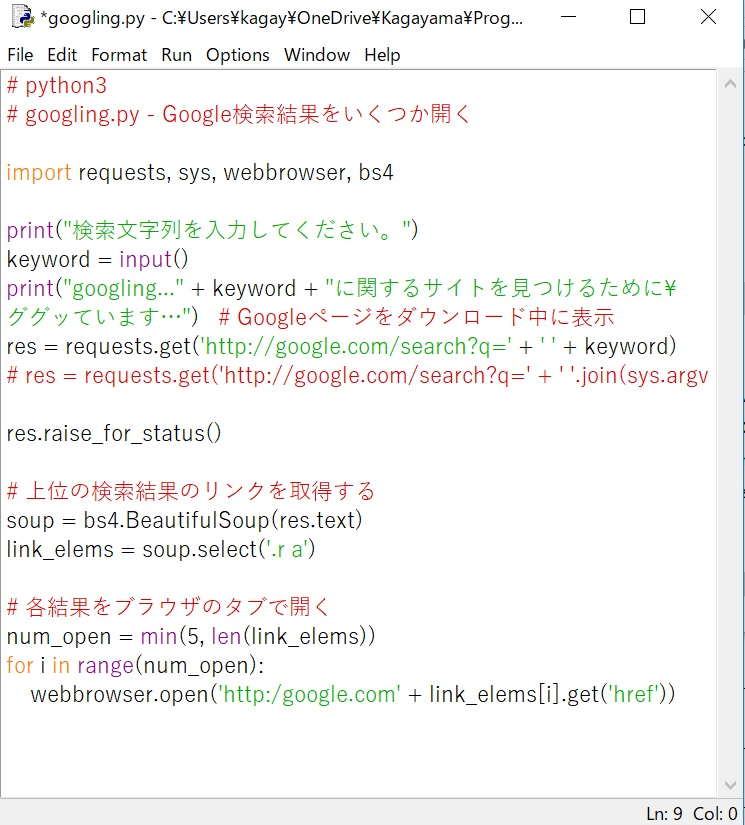 *googling.py - C:¥Users¥kagay¥OneDrive¥Kagayama¥Prog...
File Edit Format Run Options Window Help
# python3
# googling.py - Google検索結果をいくつか開く
import requests, sys, webbrowser, bs4
print("検索文字列を入力してください。")
keyword = input()
print("googling..." + keyword + "に関するサイトを見つけるために¥
ググッています…")   # Googleページをダウンロード中に表示
res = requests.get('http://google.com/search?q=' + ' ' + keyword)
# res = requests.get('http://google.com/search?q=' + ' '.join(sys.argv
res.raise_for_status()
# 上位の検索結果のリンクを取得する
soup = bs4.BeautifulSoup(res.text)
link_elems = soup.select('.r a')
# 各結果をブラウザのタブで開く
num_open = min(5, len(link_elems))
for i in range(num_open):
    webbrowser.open('http:/google.com' + link_elems[i].get('href'))
Ln: 9 Col: 0